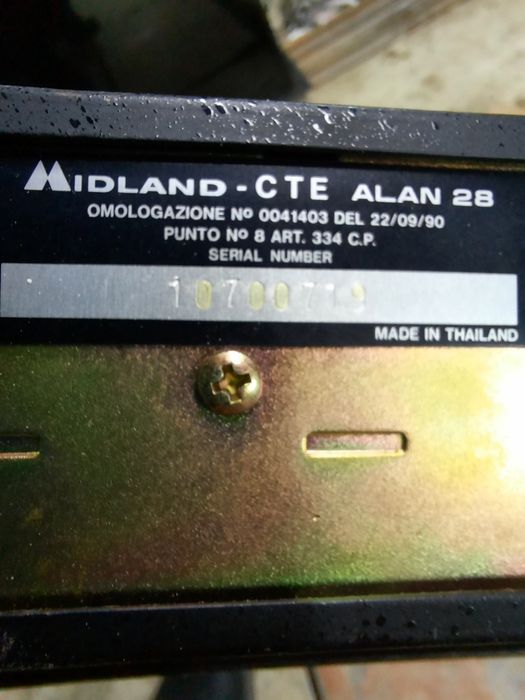 MIDLAND - CTE ALAN 28
OMOLOGAZIONE No 0041403 DEL 22/09/90
PUNTO No 8 ART. 334 C.P.
SERIAL NUMBER
10700719
MADE IN THAILAND